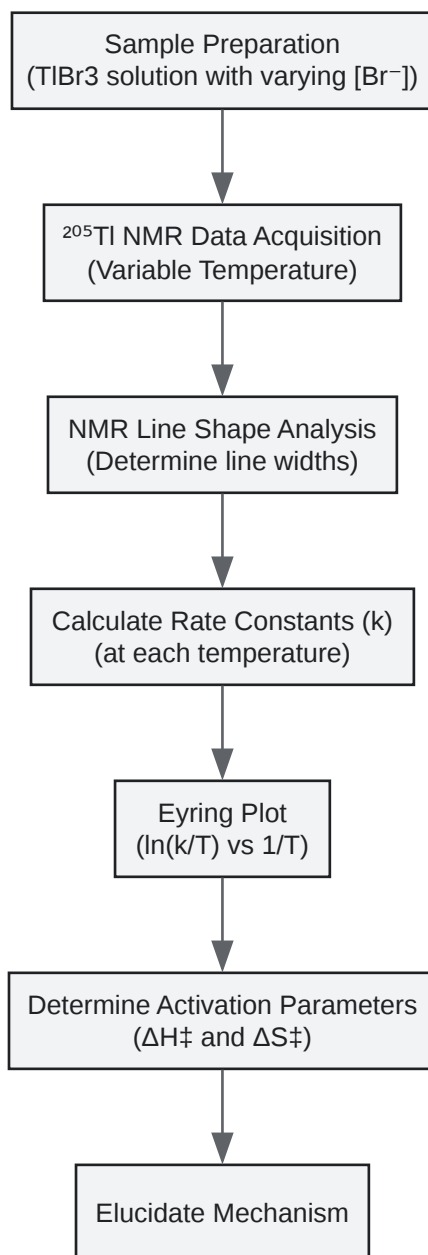 Sample Preparation
(TlBr3 solution with varying [Br⁻])
²⁰⁵Tl NMR Data Acquisition
(Variable Temperature)
NMR Line Shape Analysis
(Determine line widths)
Calculate Rate Constants (k)
(at each temperature)
Eyring Plot
(ln(k/T) vs 1/T)
Determine Activation Parameters
(ΔH‡ and ΔS‡)
Elucidate Mechanism